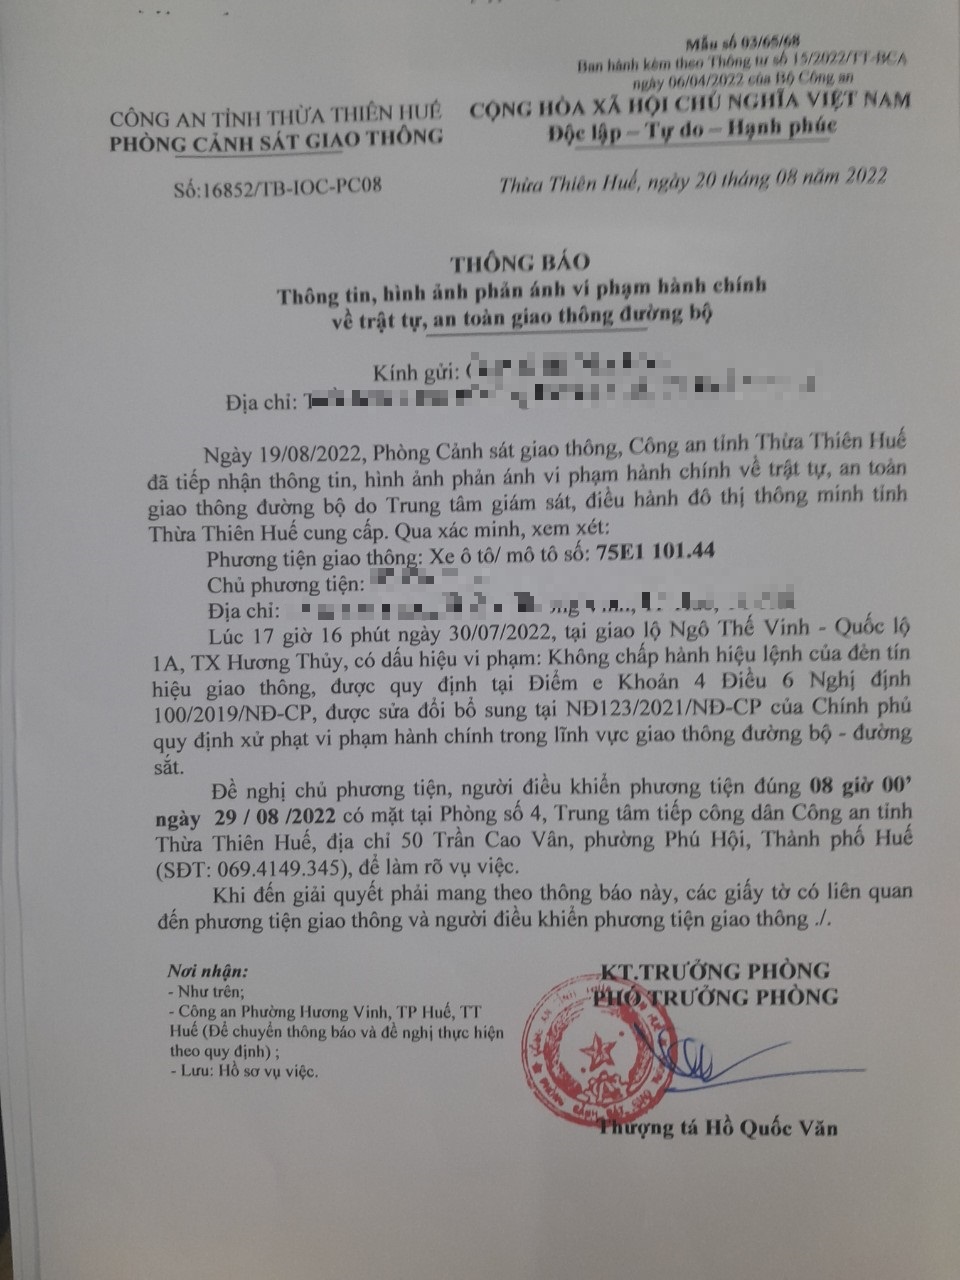 Mẫu số 03/65/68
Ban hành kèm theo Thông tư số 15/2022/TT-BCA
ngày 06/04/2022 của Bộ Công an
CÔNG AN TỈNH THỪA THIÊN HUẾ
PHÒNG CẢNH SÁT GIAO THÔNG
CỘNG HÒA XÃ HỘI CHỦ NGHĨA VIỆT NAM
Độc lập – Tự do – Hạnh phúc
Số:16852/TB-IOC-PC08
Thừa Thiên Huế, ngày 20 tháng 08 năm 2022
THÔNG BÁO
Thông tin, hình ảnh phản ánh vi phạm hành chính
về trật tự, an toàn giao thông đường bộ
Kính gửi:
Địa chỉ:
Ngày 19/08/2022, Phòng Cảnh sát giao thông, Công an tỉnh Thừa Thiên Huế
đã tiếp nhận thông tin, hình ảnh phản ánh vi phạm hành chính về trật tự, an toàn
giao thông đường bộ do Trung tâm giám sát, điều hành đô thị thông minh tỉnh
Thừa Thiên Huế cung cấp. Qua xác minh, xem xét:
Phương tiện giao thông: Xe ô tô/ mô tô số: 75E1 101.44
Chủ phương tiện:
Địa chỉ:
Lúc 17 giờ 16 phút ngày 30/07/2022, tại giao lộ Ngô Thế Vinh - Quốc lộ
1A, TX Hương Thủy, có dấu hiệu vi phạm: Không chấp hành hiệu lệnh của đèn tín
hiệu giao thông, được quy định tại Điểm e Khoản 4 Điều 6 Nghị định
100/2019/NĐ-CP, được sửa đổi bổ sung tại NĐ123/2021/NĐ-CP của Chính phủ
quy định xử phạt vi phạm hành chính trong lĩnh vực giao thông đường bộ - đường
sắt.
Đề nghị chủ phương tiện, người điều khiển phương tiện đúng 08 giờ 00’
ngày 29 / 08 /2022 có mặt tại Phòng số 4, Trung tâm tiếp công dân Công an tỉnh
Thừa Thiên Huế, địa chỉ 50 Trần Cao Vân, phường Phú Hội, Thành phố Huế
(SĐT: 069.4149.345), để làm rõ vụ việc.
Khi đến giải quyết phải mang theo thông báo này, các giấy tờ có liên quan
đến phương tiện giao thông và người điều khiển phương tiện giao thông ./.
Nơi nhận:
- Như trên;
- Công an Phường Hương Vinh, TP Huế, TT
Huế (Để chuyển thông báo và đề nghị thực hiện
theo quy định) ;
- Lưu: Hồ sơ vụ việc.
KT.TRƯỞNG PHÒNG
PHÓ TRƯỞNG PHÒNG
Thượng tá Hồ Quốc Văn